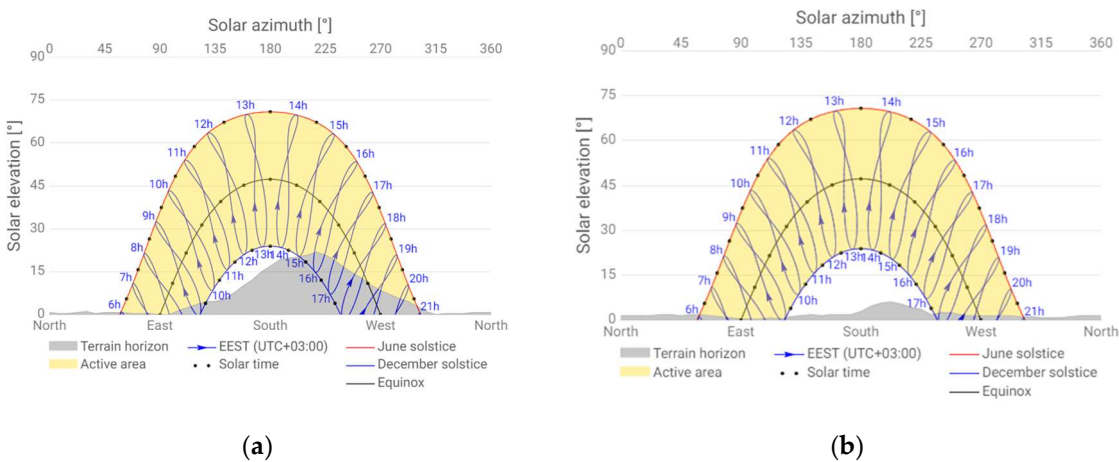 Solar azimuth [°]
0 45 90 135 180 225 270 315 360
Solar elevation [°]
90
75
60
45
30
15
0
13h 14h
12h 15h
11h 16h
10h 17h
9h 18h
8h 19h
7h 20h
6h 21h
12h 13h 14h 15h
11h 16h
10h 17h
North East South West North
Terrain horizon EEST (UTC+03:00) June solstice
Active area Solar time December solstice
Equinox
(a)
Solar azimuth [°]
0 45 90 135 180 225 270 315 360
Solar elevation [°]
90
75
60
45
30
15
0
13h 14h
12h 15h
11h 16h
10h 17h
9h 18h
8h 19h
7h 20h
6h 21h
12h 13h 14h 15h
11h 16h
10h 17h
North East South West North
Terrain horizon EEST (UTC+03:00) June solstice
Active area Solar time December solstice
Equinox
(b)